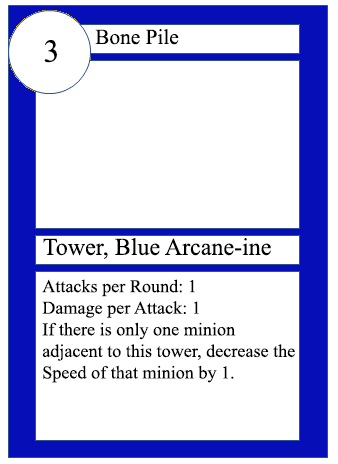 3
Bone Pile
Tower, Blue Arcane-ine
Attacks per Round: 1
Damage per Attack: 1
If there is only one minion
adjacent to this tower, decrease the
Speed of that minion by 1.